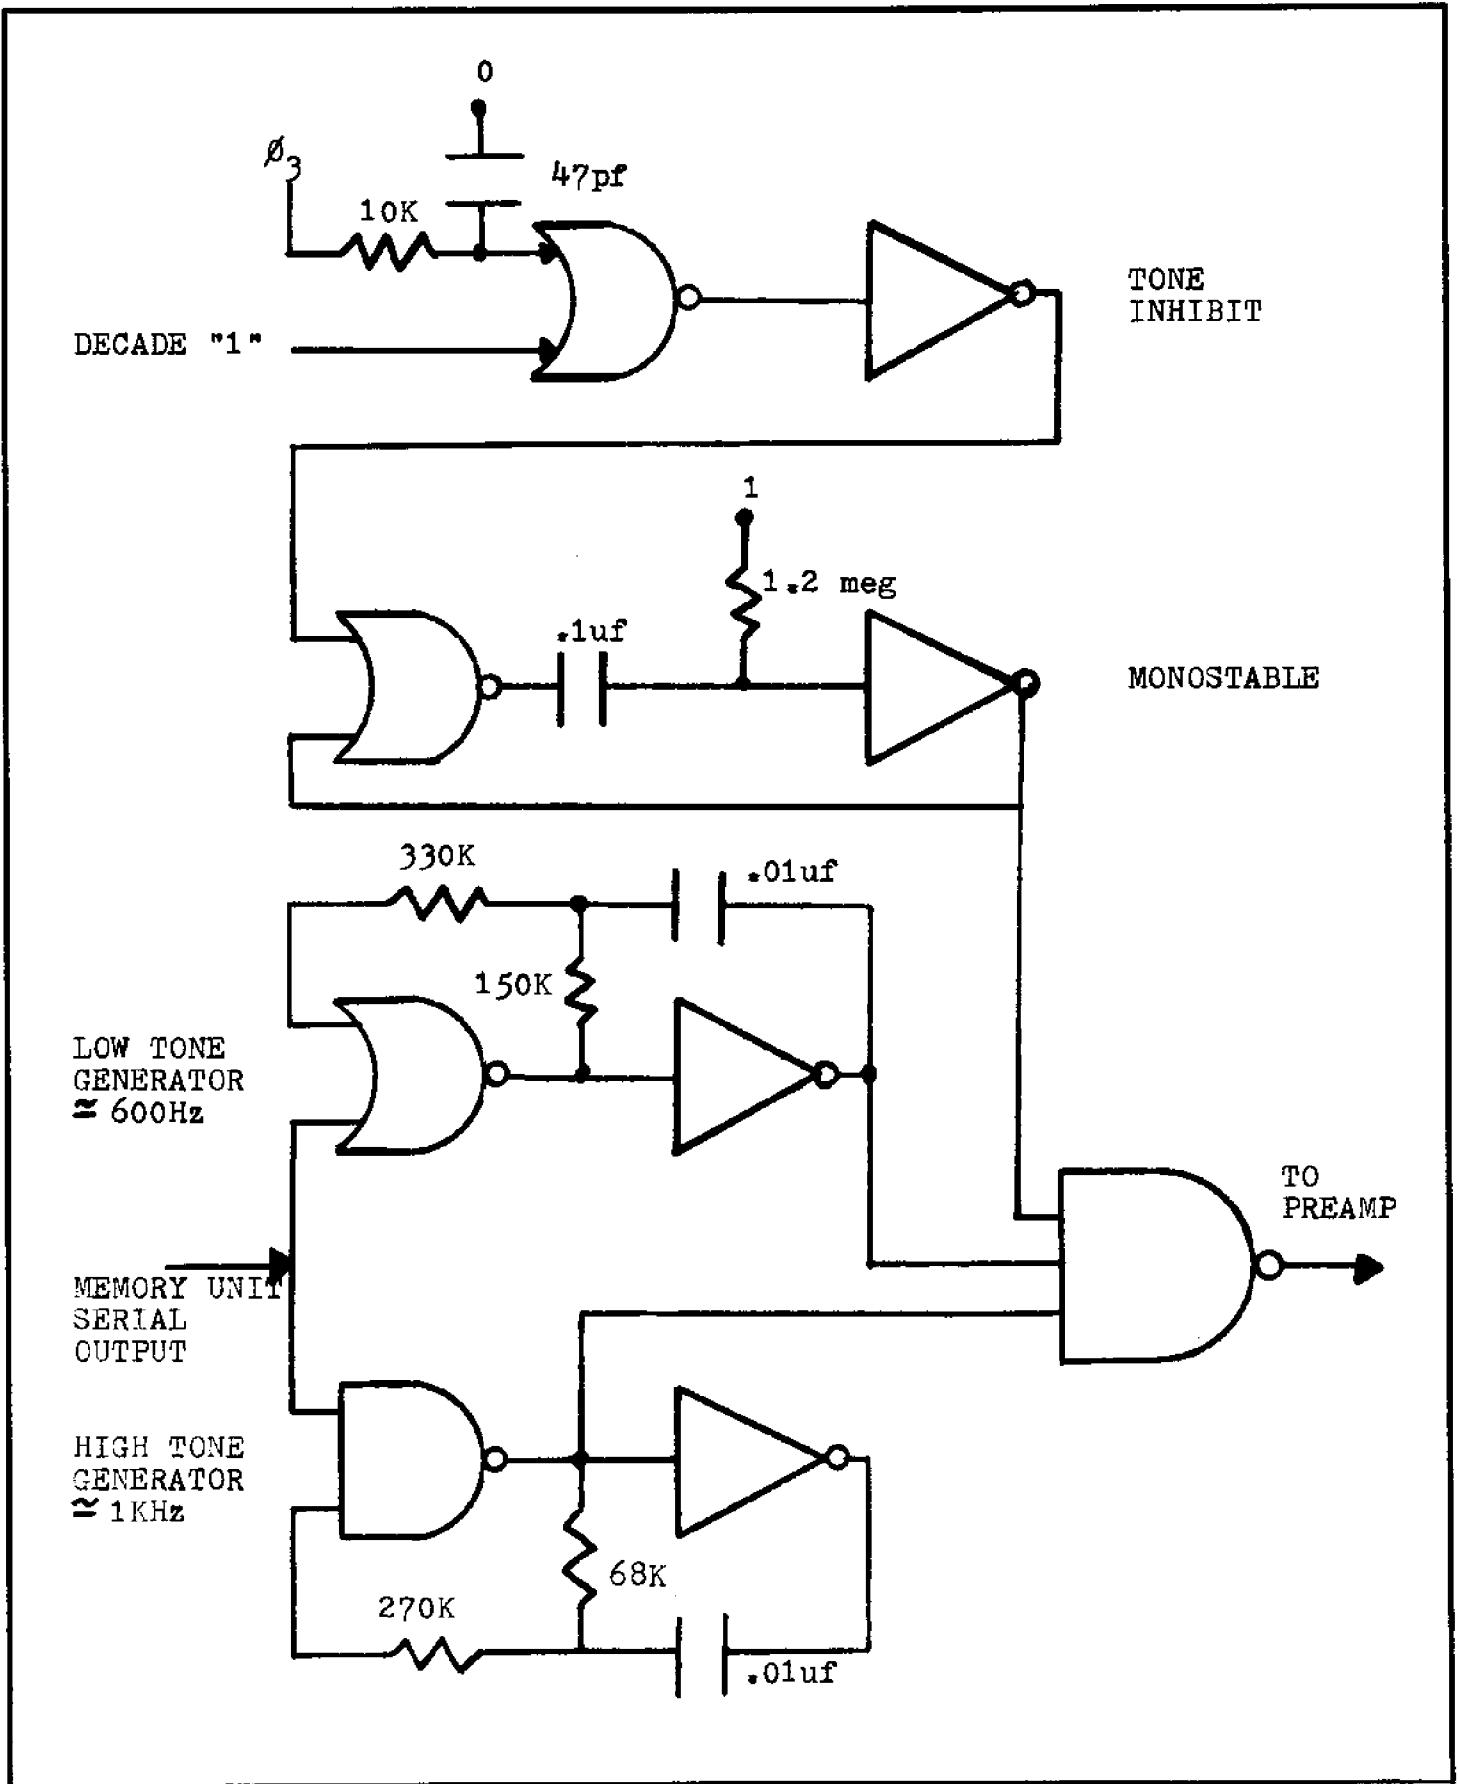 0
Ø3
47pf
10K
TONE
INHIBIT
DECADE "1"
1
1.2 meg
.1uf
MONOSTABLE
330K
.01uf
150K
LOW TONE
GENERATOR
≅ 600Hz
TO
PREAMP
MEMORY UNIT
SERIAL
OUTPUT
HIGH TONE
GENERATOR
≅ 1KHz
68K
270K
.01uf